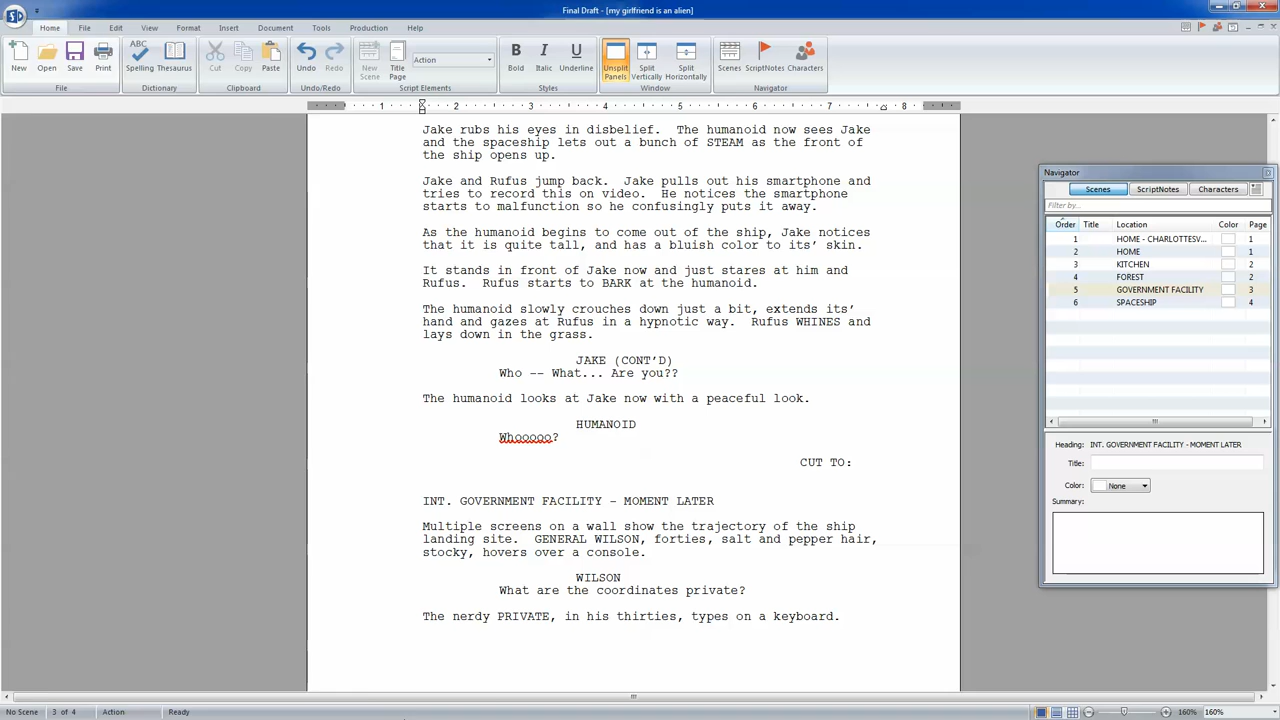 Final Draft - [my girlfriend is an alien]
Home File Edit View Format Insert Document Tools Production Help
New Open Save Print
File
Spelling Thesaurus
Dictionary
Cut Copy Paste
Clipboard
Undo Redo
Undo/Redo
New Scene Title Page Action
Script Elements
B I U
Bold Italic Underline
Styles
Unsplit Panels Split Vertically Split Horizontally
Window
Scenes ScriptNotes Characters
Navigator
1 2 3 4 5 6 7 8
Jake rubs his eyes in disbelief.  The humanoid now sees Jake
and the spaceship lets out a bunch of STEAM as the front of
the ship opens up.
Jake and Rufus jump back.  Jake pulls out his smartphone and
tries to record this on video.  He notices the smartphone
starts to malfunction so he confusingly puts it away.
As the humanoid begins to come out of the ship, Jake notices
that it is quite tall, and has a bluish color to its’ skin.
It stands in front of Jake now and just stares at him and
Rufus.  Rufus starts to BARK at the humanoid.
The humanoid slowly crouches down just a bit, extends its’
hand and gazes at Rufus in a hypnotic way.  Rufus WHINES and
lays down in the grass.
JAKE (CONT’D)
Who -- What... Are you??
The humanoid looks at Jake now with a peaceful look.
HUMANOID
Whooooo?
CUT TO:
INT. GOVERNMENT FACILITY – MOMENT LATER
Multiple screens on a wall show the trajectory of the ship
landing site.  GENERAL WILSON, forties, salt and pepper hair,
stocky, hovers over a console.
WILSON
What are the coordinates private?
The nerdy PRIVATE, in his thirties, types on a keyboard.
Navigator
Scenes ScriptNotes Characters
Filter by...
Order Title Location Color Page
1 HOME - CHARLOTTESV... 1
2 HOME 1
3 KITCHEN 2
4 FOREST 2
5 GOVERNMENT FACILITY 3
6 SPACESHIP 4
Heading: INT. GOVERNMENT FACILITY - MOMENT LATER
Title:
Color: None
Summary:
No Scene 3 of 4 Action Ready 160% 160%